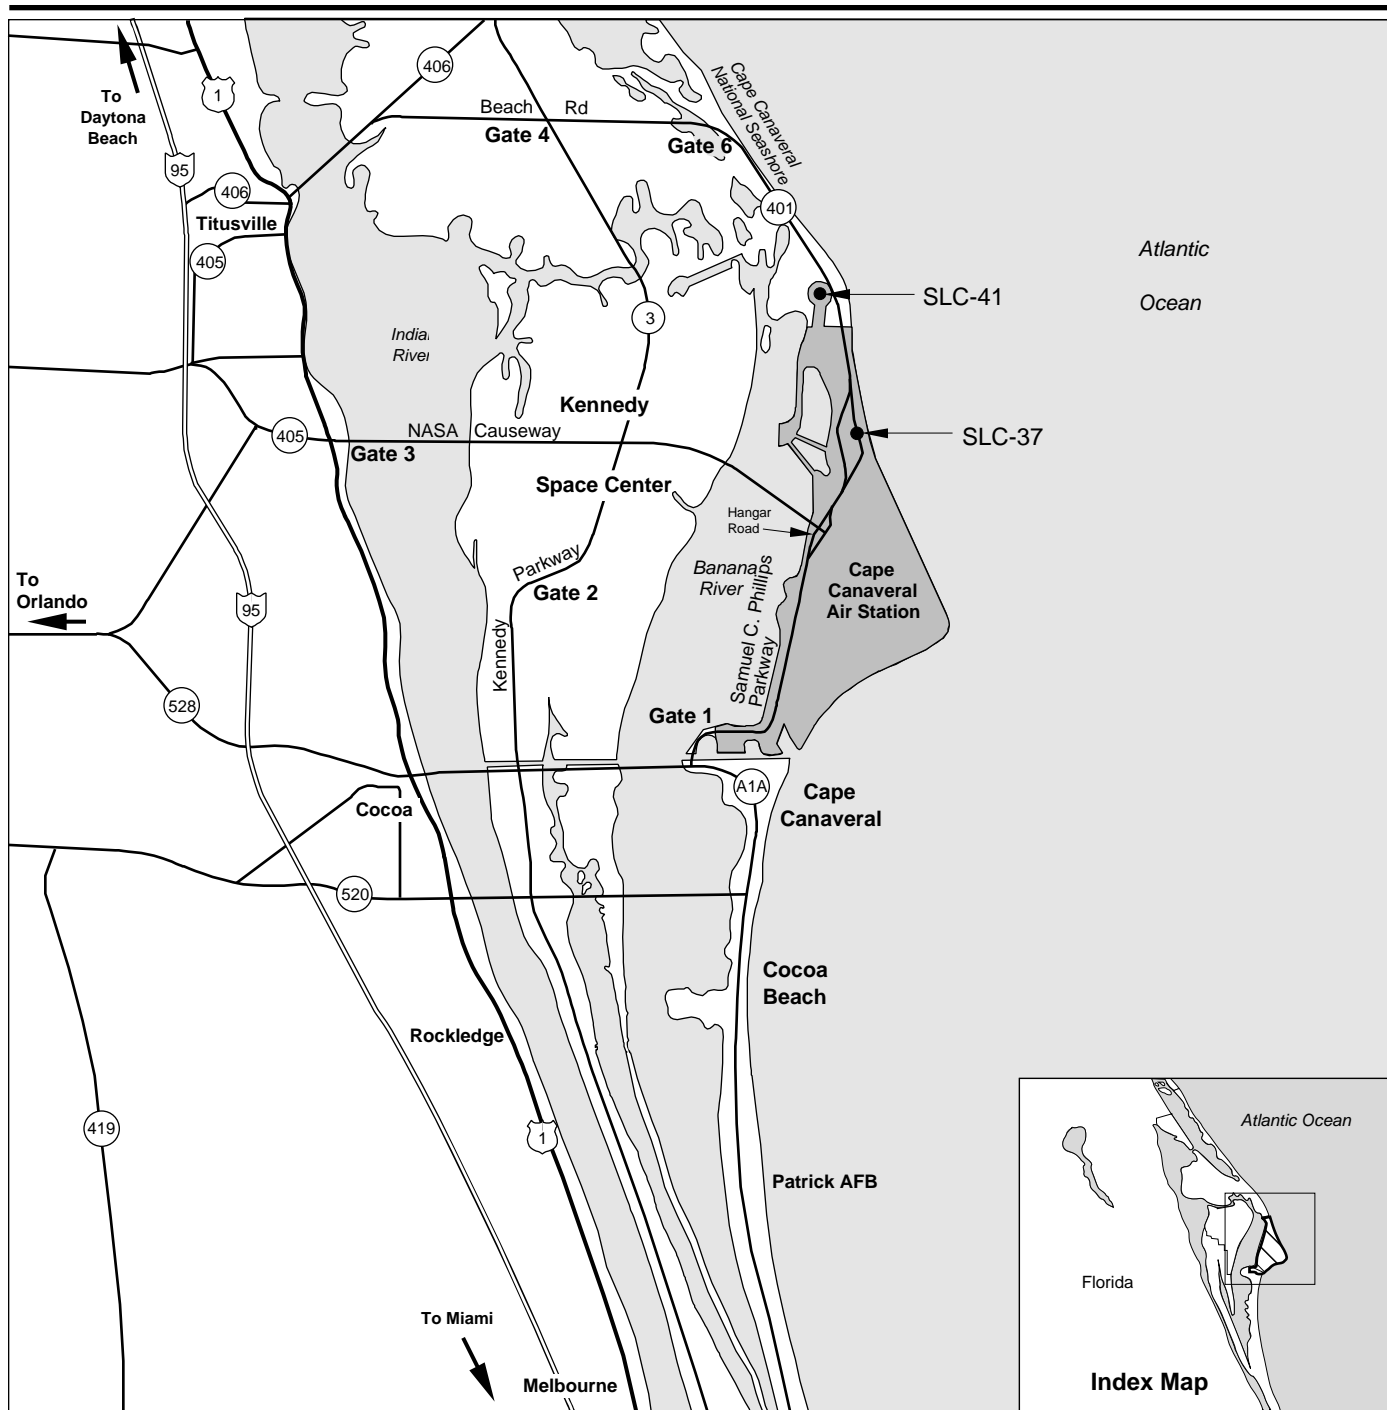 To
Daytona
Beach
1
406
Beach Rd
Gate 4
Gate 6
Cape Canaveral
National Seashore
95
406
Titusville
405
401
Atlantic
Ocean
SLC-41
3
Kennedy
405
NASA Causeway
Gate 3
SLC-37
Space Center
Hangar
Road
Parkway
Gate 2
Kennedy
Banana
River
Samuel C. Phillips
Parkway
Cape
Canaveral
Air Station
To
Orlando
95
528
Gate 1
A1A
Cape
Canaveral
Cocoa
520
Cocoa
Beach
Rockledge
419
1
Patrick AFB
To Miami
Melbourne
Atlantic Ocean
Florida
Index Map